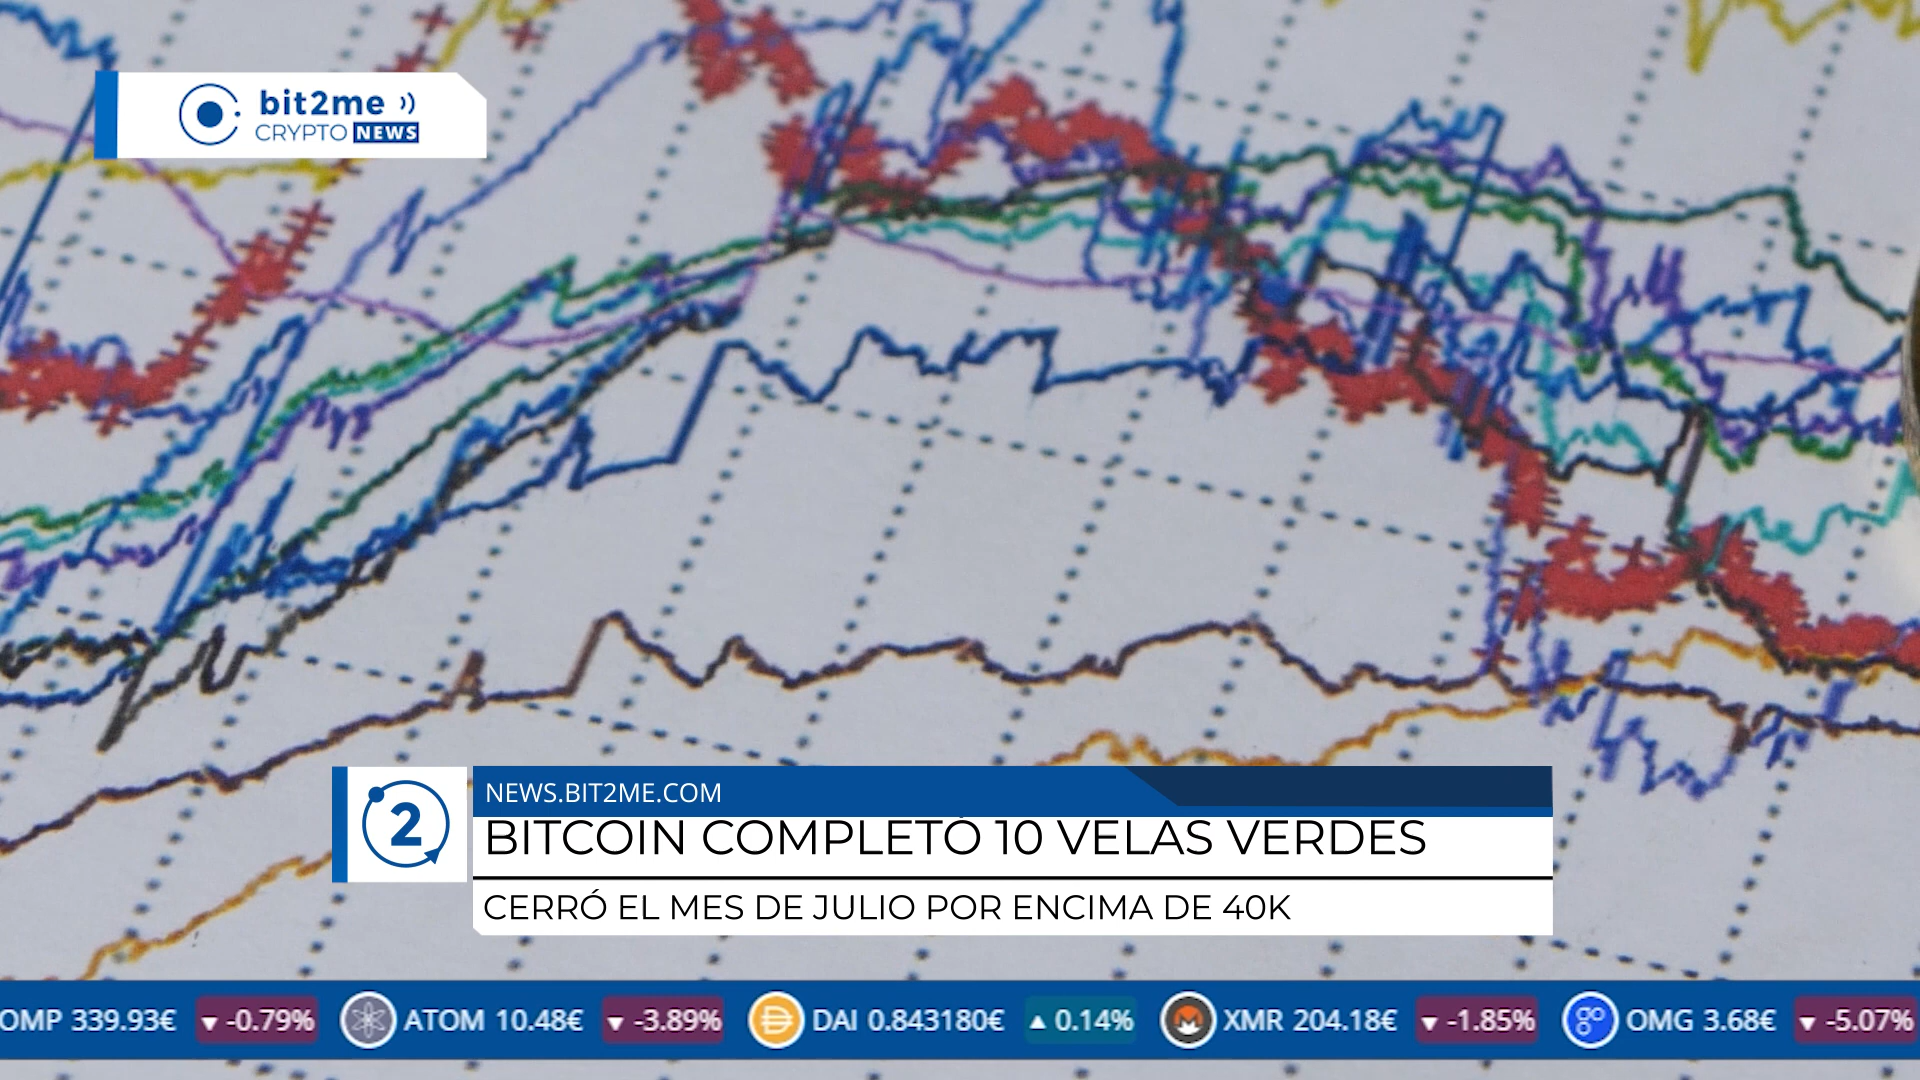 bit2me
CRYPTO NEWS
2
NEWS.BIT2ME.COM
BITCOIN COMPLETÓ 10 VELAS VERDES
CERRÓ EL MES DE JULIO POR ENCIMA DE 40K
OMP 339.93€ ▼ -0.79% ATOM 10.48€ ▼ -3.89% DAI 0.843180€ ▲ 0.14% XMR 204.18€ ▼ -1.85% go OMG 3.68€ ▼ -5.07%